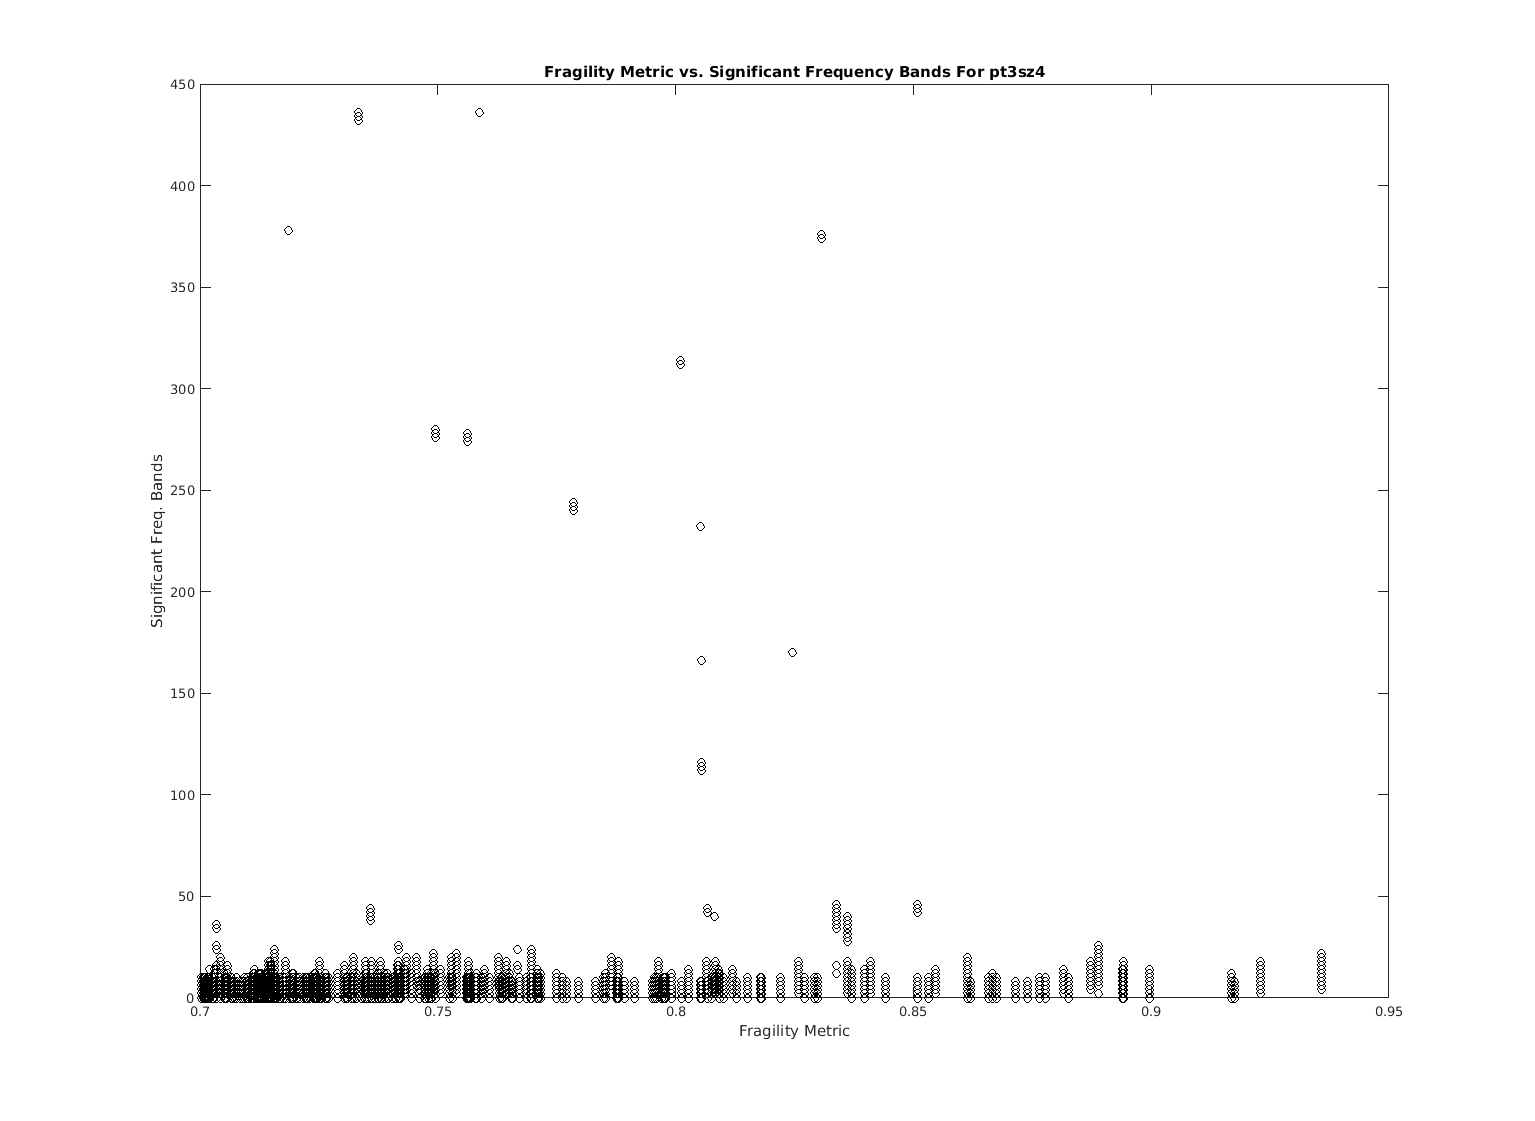 Fragility Metric vs. Significant Frequency Bands For pt3sz4
450
400
350
300
250
200
150
100
50
0
Significant Freq. Bands
0.7 0.75 0.8 0.85 0.9 0.95
Fragility Metric